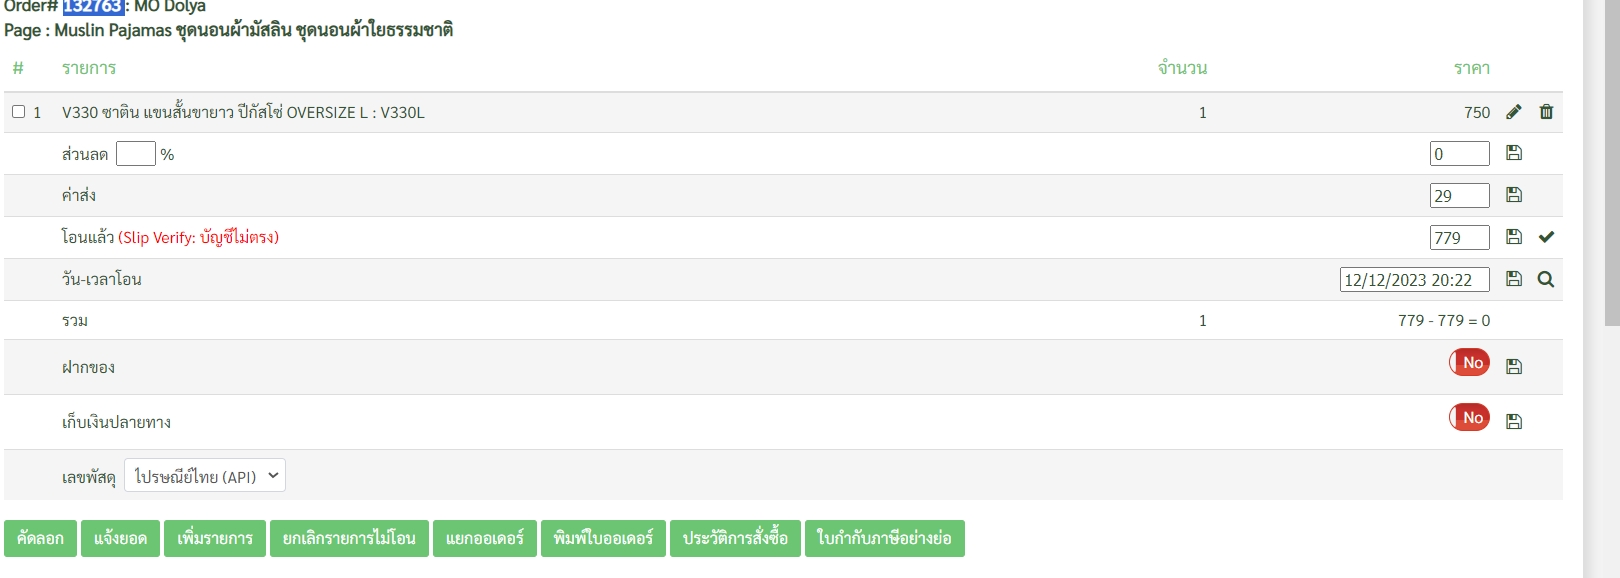 Order# 132763 : MO Dolya
Page : Muslin Pajamas ชุดนอนผ้ามัสลิน ชุดนอนผ้าใยธรรมชาติ
# รายการ จำนวน ราคา
1 V330 ซาติน แขนสั้นขายาว ปีกัสโซ่ OVERSIZE L : V330L 1 750
ส่วนลด % 0
ค่าส่ง 29
โอนแล้ว (Slip Verify: บัญชีไม่ตรง) 779
วัน-เวลาโอน 12/12/2023 20:22
รวม 1 779 - 779 = 0
ฝากของ No
เก็บเงินปลายทาง No
เลขพัสดุ ไปรษณีย์ไทย (API)
คัดลอก แจ้งยอด เพิ่มรายการ ยกเลิกรายการไม่โอน แยกออเดอร์ พิมพ์ใบออเดอร์ ประวัติการสั่งซื้อ ใบกำกับภาษีอย่างย่อ